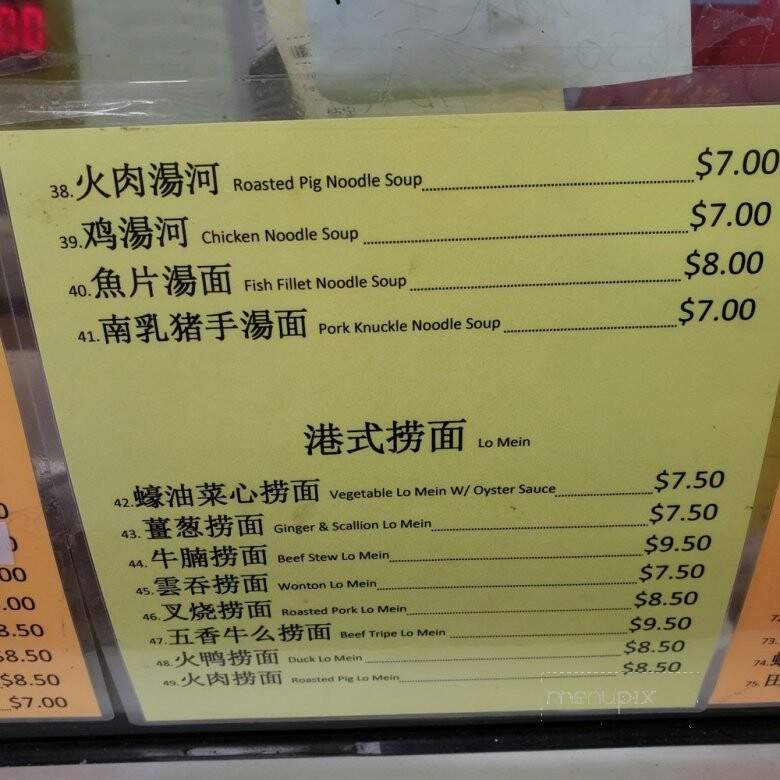 38.火肉湯河 Roasted Pig Noodle Soup $7.00
39.鸡湯河 Chicken Noodle Soup $7.00
40.魚片湯面 Fish Fillet Noodle Soup $8.00
41.南乳猪手湯面 Pork Knuckle Noodle Soup $7.00
港式捞面 Lo Mein
42.蠔油菜心捞面 Vegetable Lo Mein W/ Oyster Sauce $7.50
43.薑葱捞面 Ginger & Scallion Lo Mein $7.50
44.牛腩捞面 Beef Stew Lo Mein $9.50
45.雲吞捞面 Wonton Lo Mein $7.50
46.叉烧捞面 Roasted Pork Lo Mein $8.50
47.五香牛么捞面 Beef Tripe Lo Mein $9.50
48.火鸭捞面 Duck Lo Mein $8.50
49.火肉捞面 Roasted Pig Lo Mein $8.50
8.50
$8.50
$8.50
$7.00
73.
74.
75.田
menupix